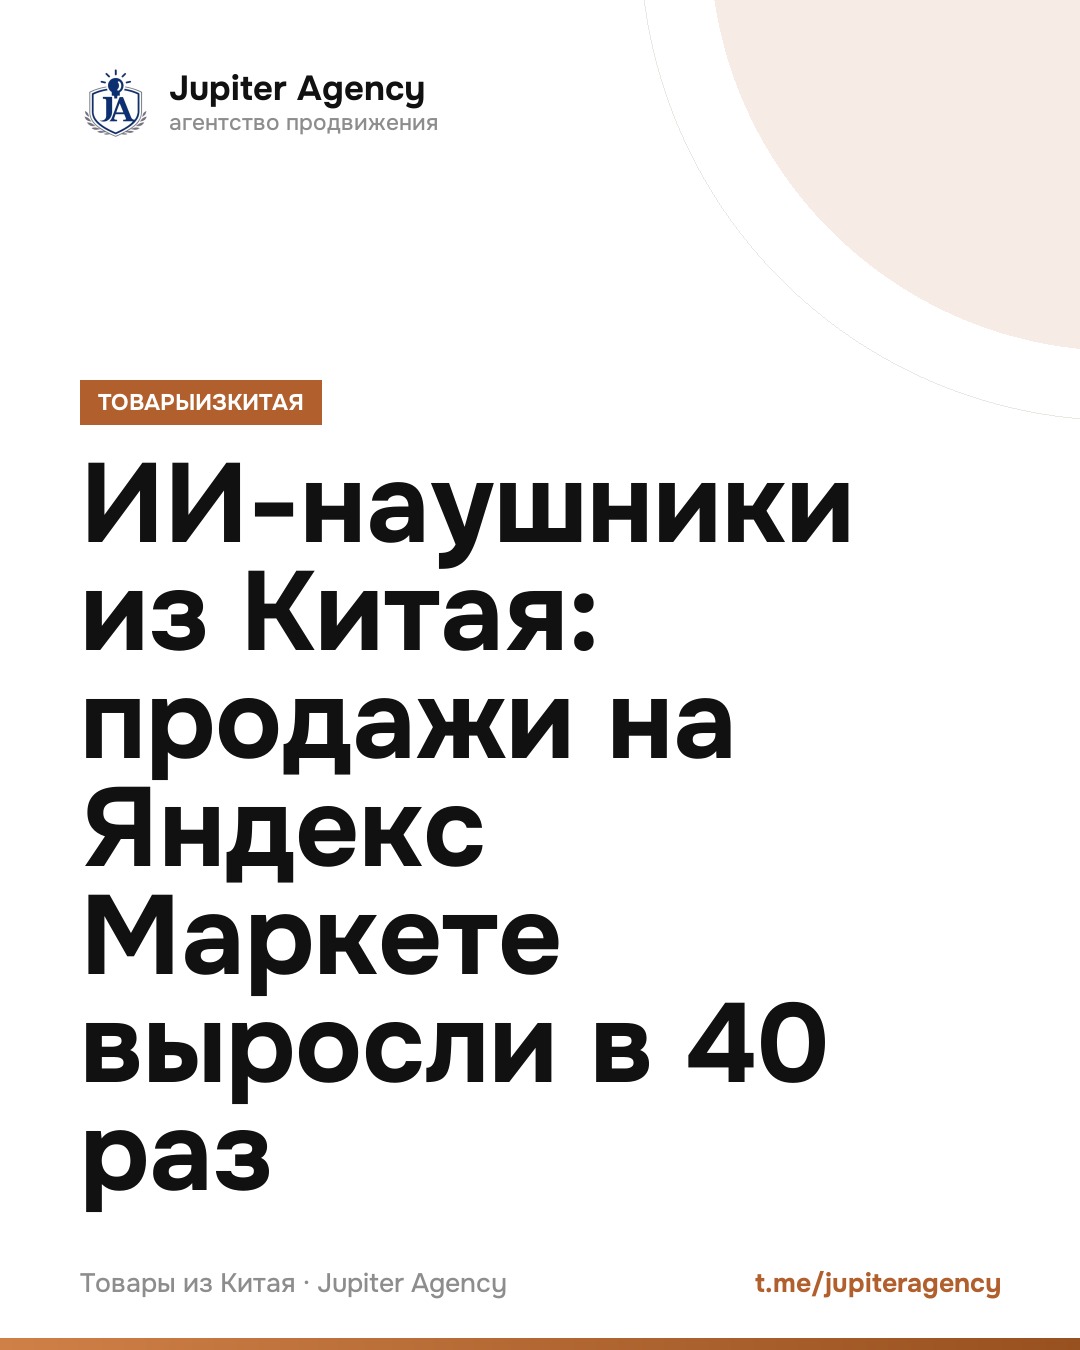 JA
Jupiter Agency
агентство продвижения
ТОВАРЫИЗКИТАЯ
ИИ-наушники
из Китая:
продажи на
Яндекс
Маркете
выросли в 40
раз
Товары из Китая · Jupiter Agency
t.me/jupiteragency